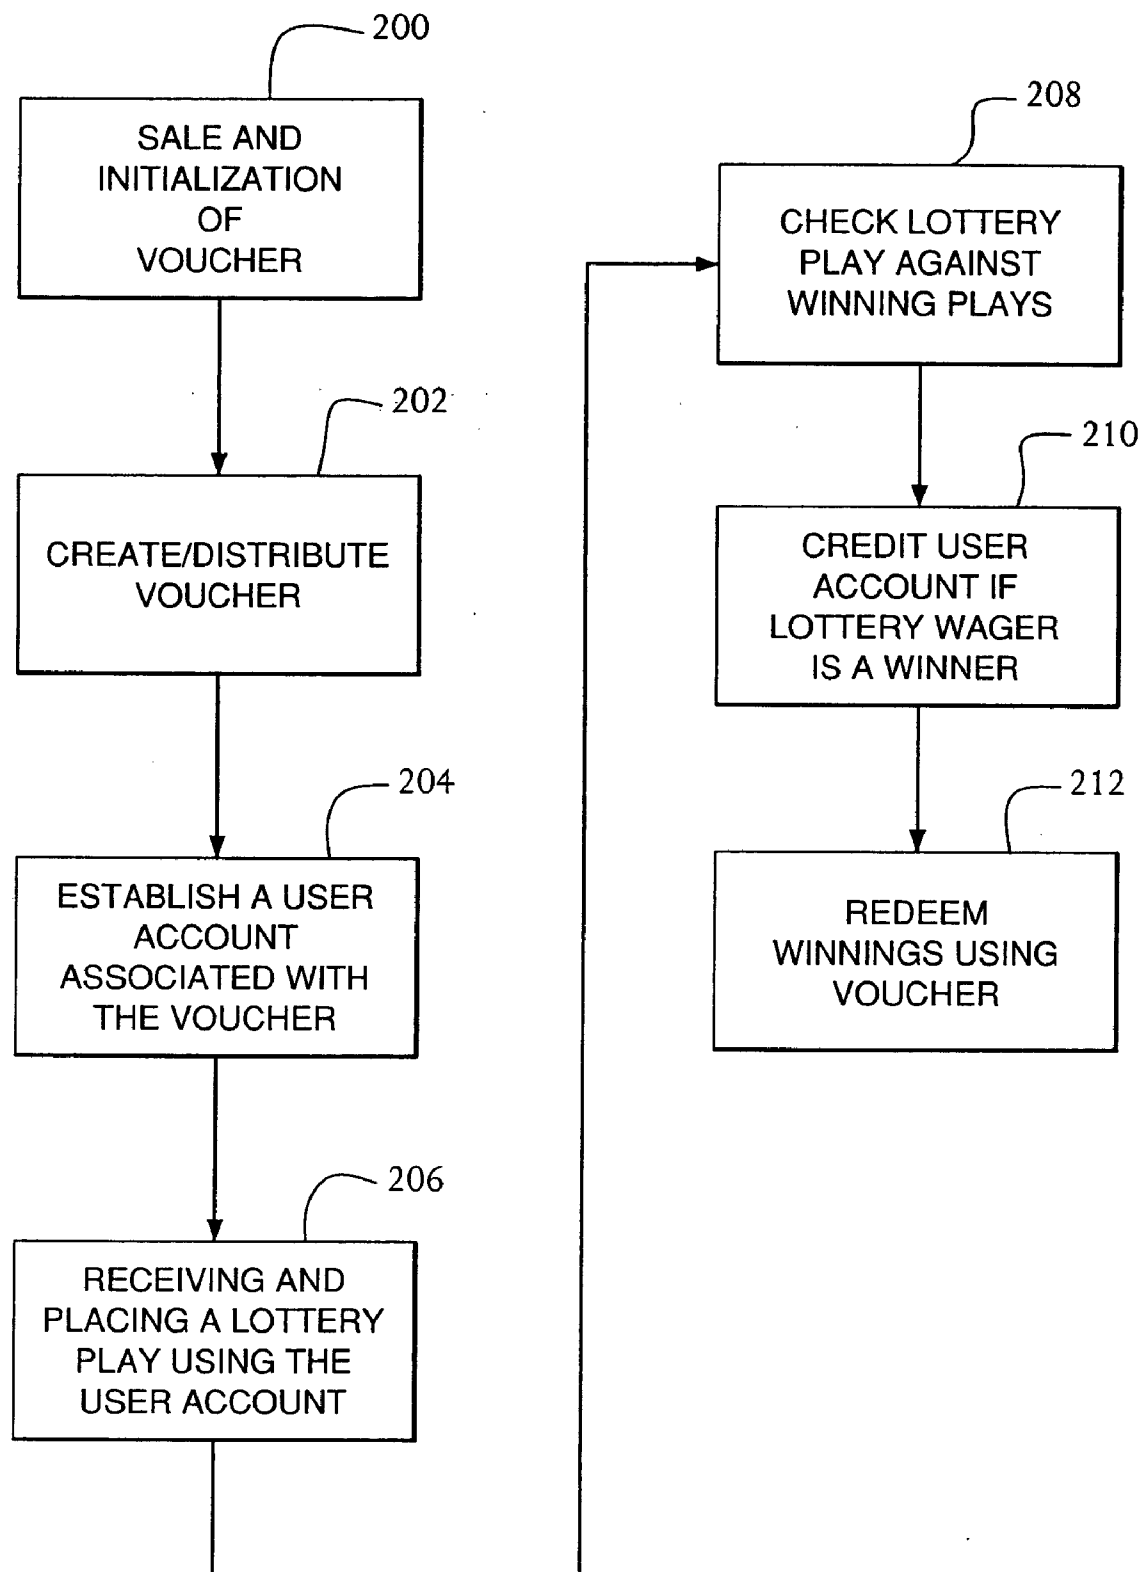 200
SALE AND
INITIALIZATION
OF
VOUCHER
202
CREATE/DISTRIBUTE
VOUCHER
204
ESTABLISH A USER
ACCOUNT
ASSOCIATED WITH
THE VOUCHER
206
RECEIVING AND
PLACING A LOTTERY
PLAY USING THE
USER ACCOUNT
208
CHECK LOTTERY
PLAY AGAINST
WINNING PLAYS
210
CREDIT USER
ACCOUNT IF
LOTTERY WAGER
IS A WINNER
212
REDEEM
WINNINGS USING
VOUCHER